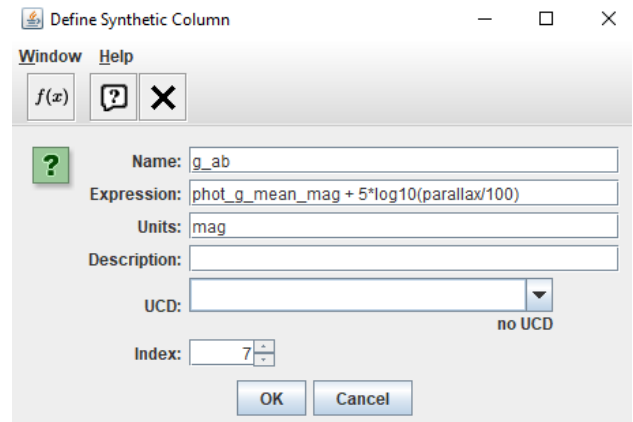 Define Synthetic Column
Window Help
f(x) ?
? Name: g_ab
Expression: phot_g_mean_mag + 5*log10(parallax/100)
Units: mag
Description:
UCD:
no UCD
Index: 7
OK Cancel